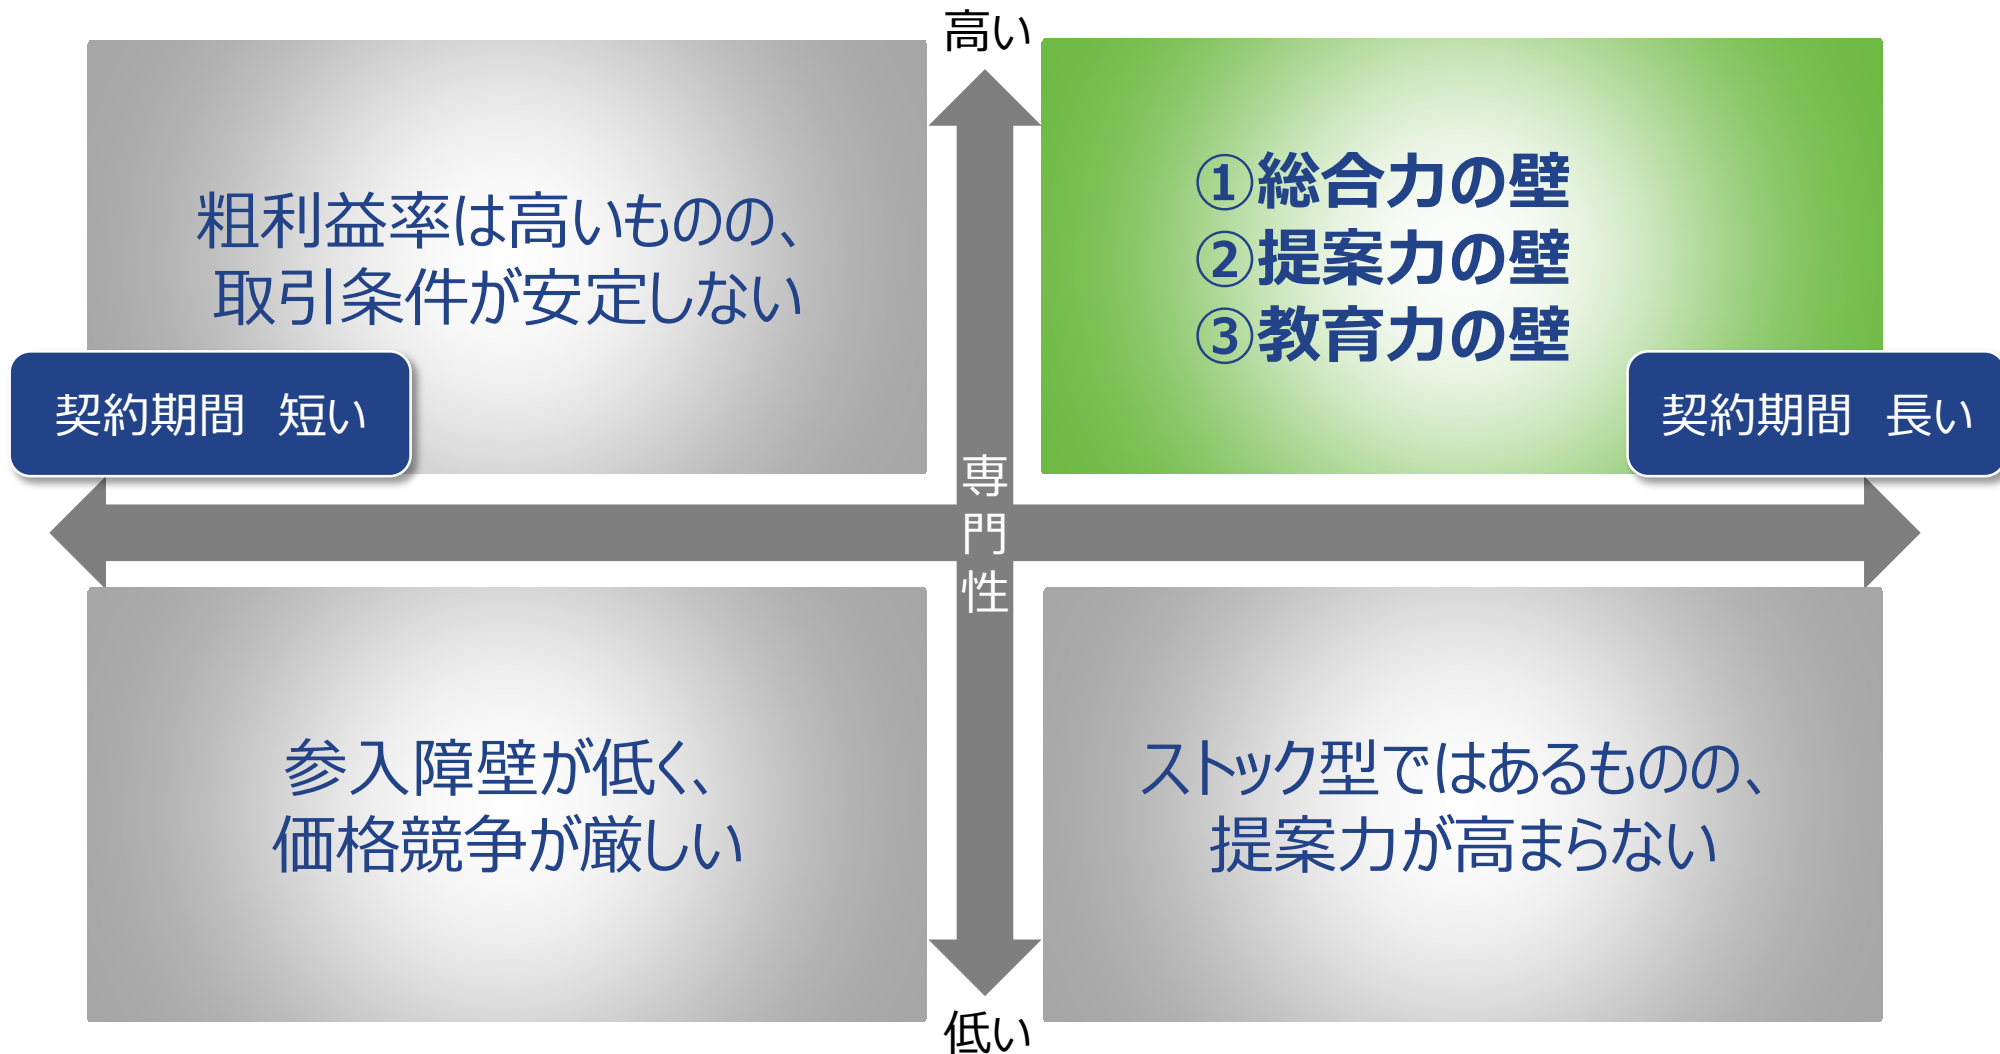 高い
粗利益率は高いものの、
取引条件が安定しない
①総合力の壁
②提案力の壁
③教育力の壁
契約期間　短い
契約期間　長い
専門性
参入障壁が低く、
価格競争が厳しい
ストック型ではあるものの、
提案力が高まらない
低い